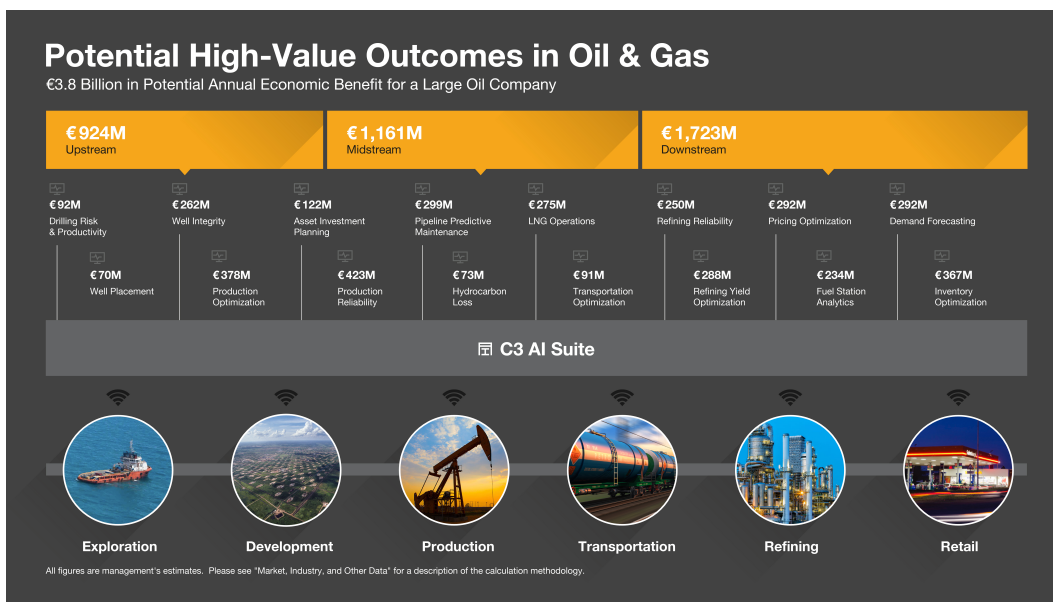 Potential High-Value Outcomes in Oil & Gas
€3.8 Billion in Potential Annual Economic Benefit for a Large Oil Company
€924M
Upstream
€1,161M
Midstream
€1,723M
Downstream
€92M
Drilling Risk
& Productivity
€262M
Well Integrity
€122M
Asset Investment
Planning
€299M
Pipeline Predictive
Maintenance
€275M
LNG Operations
€250M
Refining Reliability
€292M
Pricing Optimization
€292M
Demand Forecasting
€70M
Well Placement
€378M
Production
Optimization
€423M
Production
Reliability
€73M
Hydrocarbon
Loss
€91M
Transportation
Optimization
€288M
Refining Yield
Optimization
€234M
Fuel Station
Analytics
€367M
Inventory
Optimization
C3 AI Suite
Exploration
Development
Production
Transportation
Refining
Retail
All figures are management's estimates. Please see "Market, Industry, and Other Data" for a description of the calculation methodology.